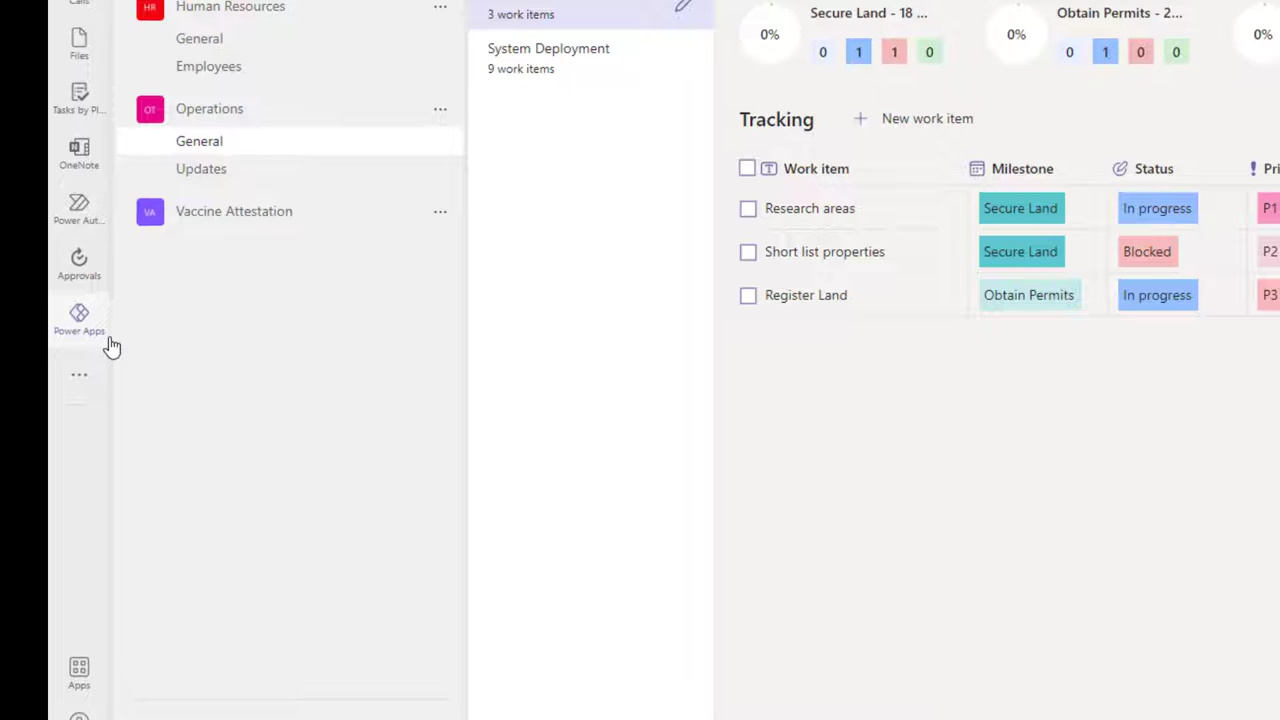 Calls
Files
Tasks by Pl...
OneNote
Power Aut...
Approvals
Power Apps
...
Apps
HR Human Resources ...
General
Employees
OT Operations ...
General
Updates
VA Vaccine Attestation ...
3 work items
System Deployment
9 work items
0% Secure Land - 18 ...
0 1 1 0
0% Obtain Permits - 2...
0 1 0 0
0%
Tracking + New work item
Work item Milestone Status Pri
Research areas Secure Land In progress P1
Short list properties Secure Land Blocked P2
Register Land Obtain Permits In progress P3